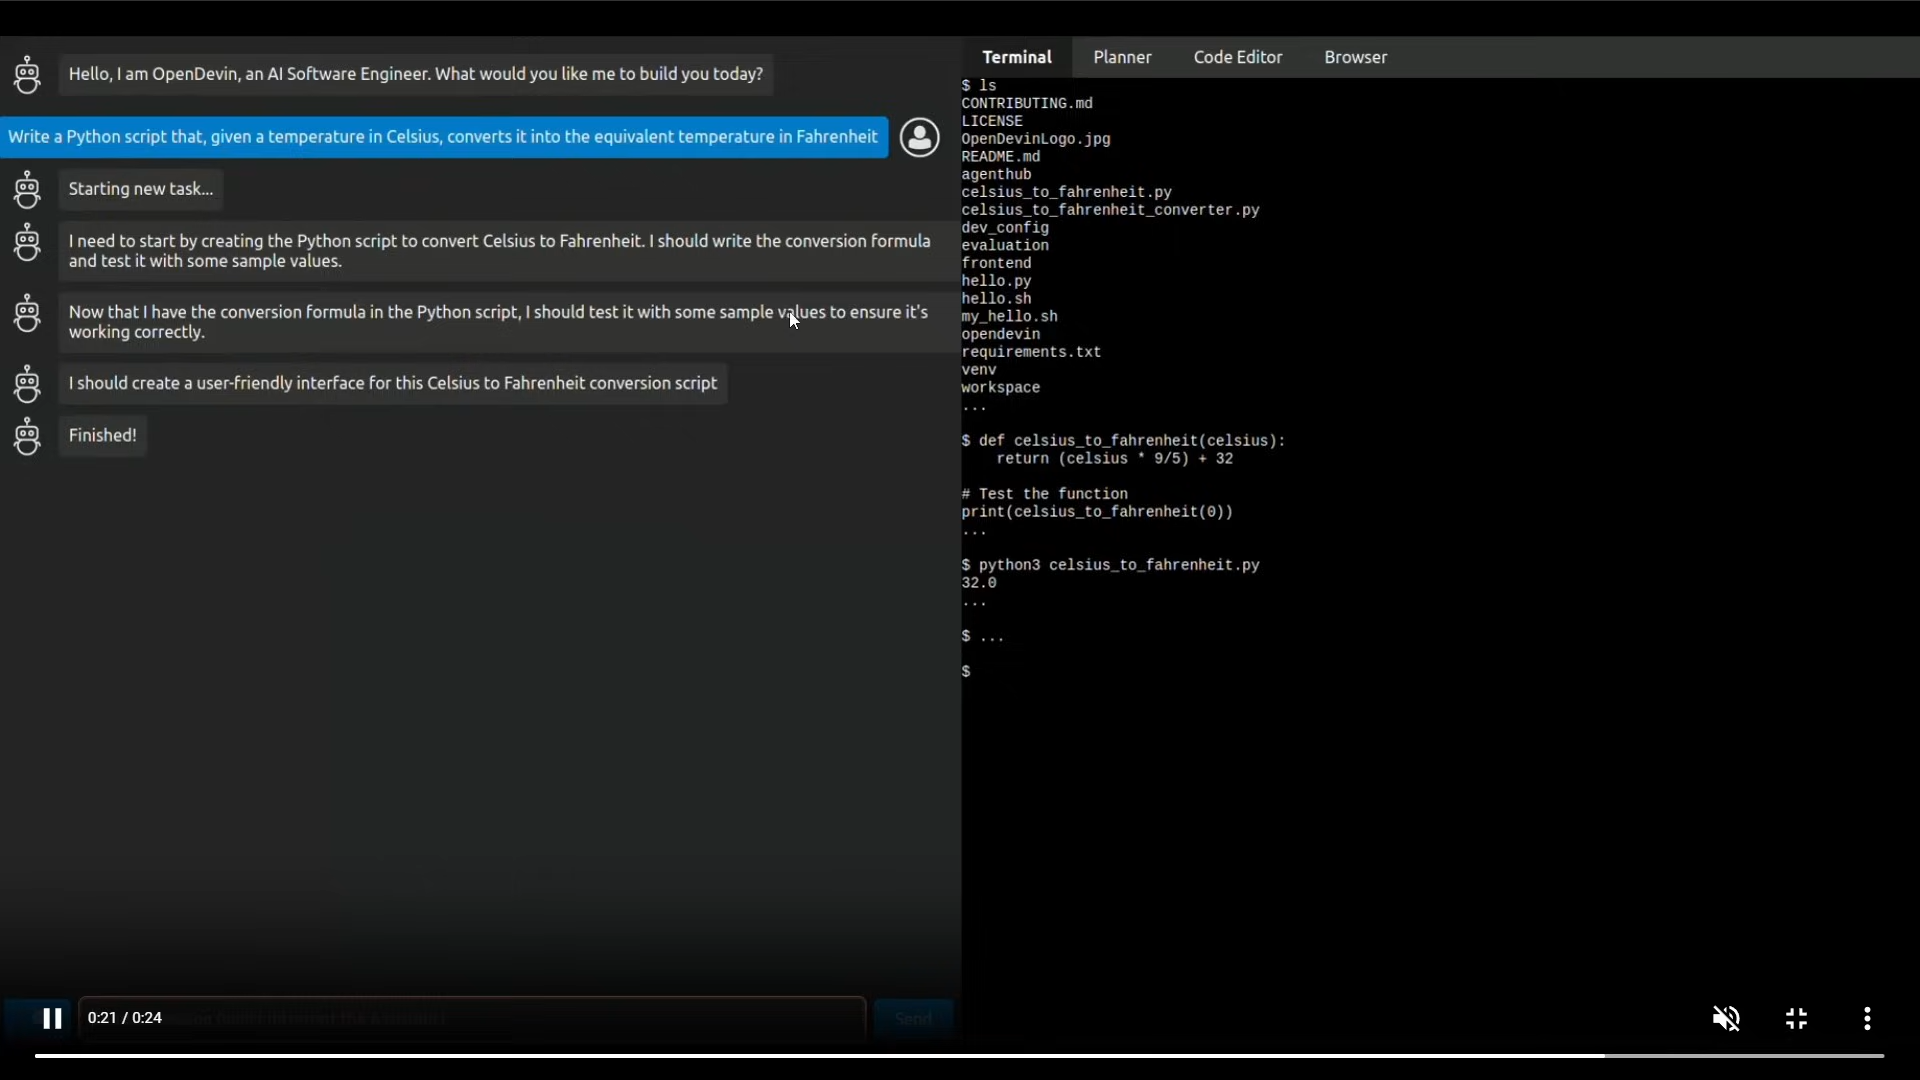 Hello, I am OpenDevin, an AI Software Engineer. What would you like me to build you today?
Write a Python script that, given a temperature in Celsius, converts it into the equivalent temperature in Fahrenheit
Starting new task...
I need to start by creating the Python script to convert Celsius to Fahrenheit. I should write the conversion formula
and test it with some sample values.
Now that I have the conversion formula in the Python script, I should test it with some sample values to ensure it's
working correctly.
I should create a user-friendly interface for this Celsius to Fahrenheit conversion script
Finished!
0:21 / 0:24
Send
Terminal Planner Code Editor Browser
$ ls
CONTRIBUTING.md
LICENSE
OpenDevinLogo.jpg
README.md
agenthub
celsius_to_fahrenheit.py
celsius_to_fahrenheit_converter.py
dev_config
evaluation
frontend
hello.py
hello.sh
my_hello.sh
opendevin
requirements.txt
venv
workspace
...
$ def celsius_to_fahrenheit(celsius):
    return (celsius * 9/5) + 32
# Test the function
print(celsius_to_fahrenheit(0))
...
$ python3 celsius_to_fahrenheit.py
32.0
...
$ ...
$